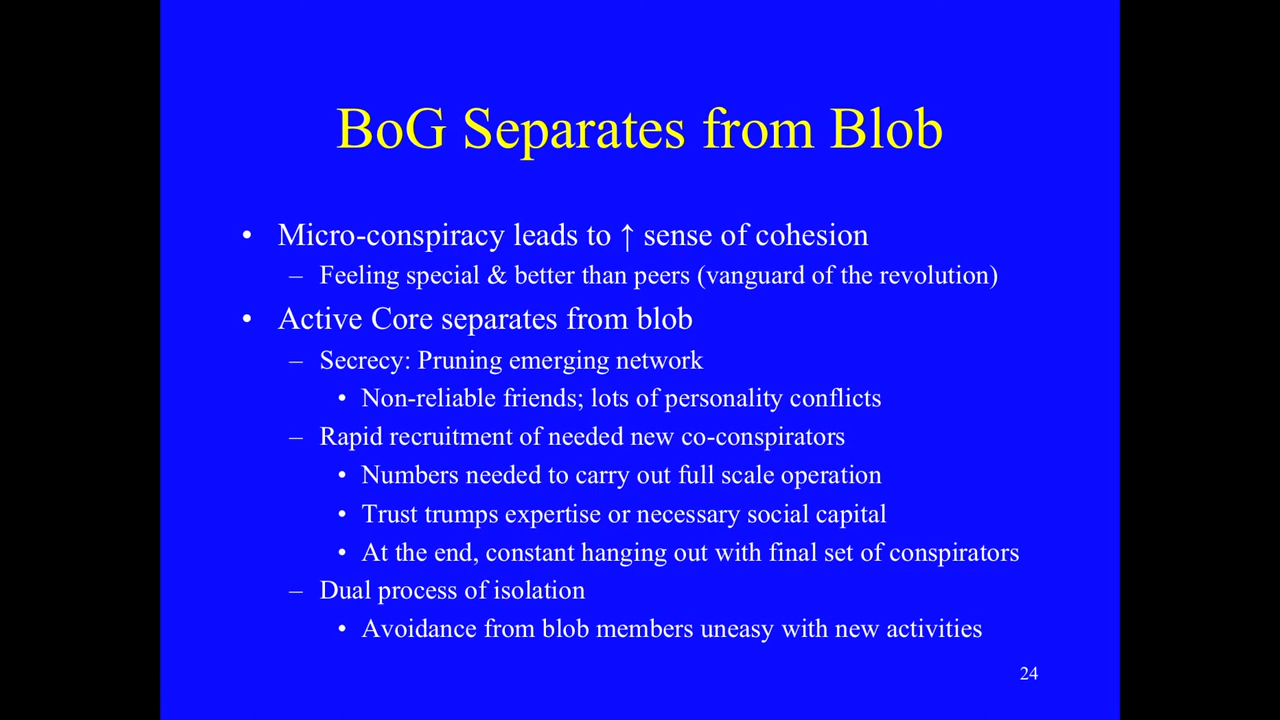 BoG Separates from Blob
• Micro-conspiracy leads to ↑ sense of cohesion
– Feeling special & better than peers (vanguard of the revolution)
• Active Core separates from blob
– Secrecy: Pruning emerging network
• Non-reliable friends; lots of personality conflicts
– Rapid recruitment of needed new co-conspirators
• Numbers needed to carry out full scale operation
• Trust trumps expertise or necessary social capital
• At the end, constant hanging out with final set of conspirators
– Dual process of isolation
• Avoidance from blob members uneasy with new activities
24